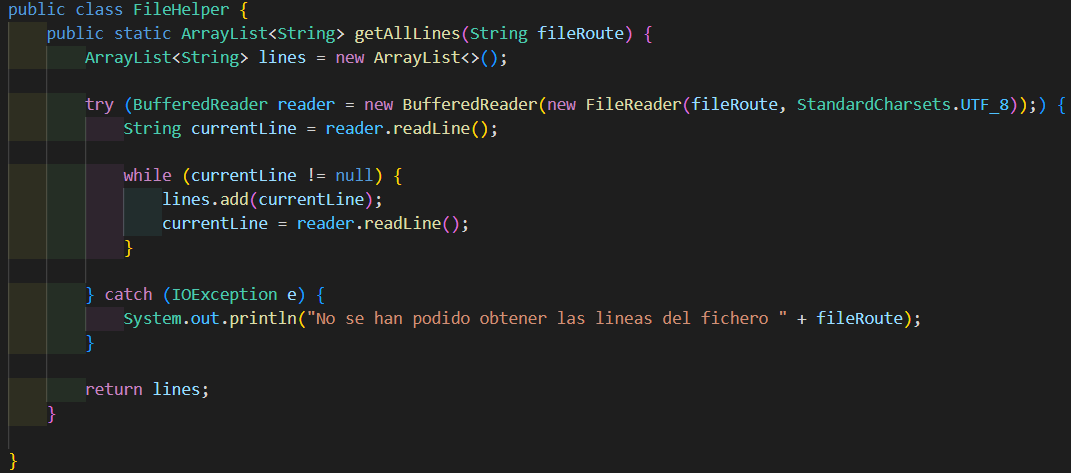 public class FileHelper {
    public static ArrayList<String> getAllLines(String fileRoute) {
        ArrayList<String> lines = new ArrayList<>();

        try (BufferedReader reader = new BufferedReader(new FileReader(fileRoute, StandardCharsets.UTF_8));) {
            String currentLine = reader.readLine();

            while (currentLine != null) {
                lines.add(currentLine);
                currentLine = reader.readLine();
            }

        } catch (IOException e) {
            System.out.println("No se han podido obtener las lineas del fichero " + fileRoute);
        }

        return lines;
    }

}